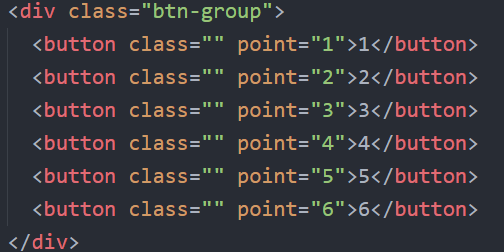 <div class="btn-group">
<button class="" point="1">1</button>
<button class="" point="2">2</button>
<button class="" point="3">3</button>
<button class="" point="4">4</button>
<button class="" point="5">5</button>
<button class="" point="6">6</button>
</div>